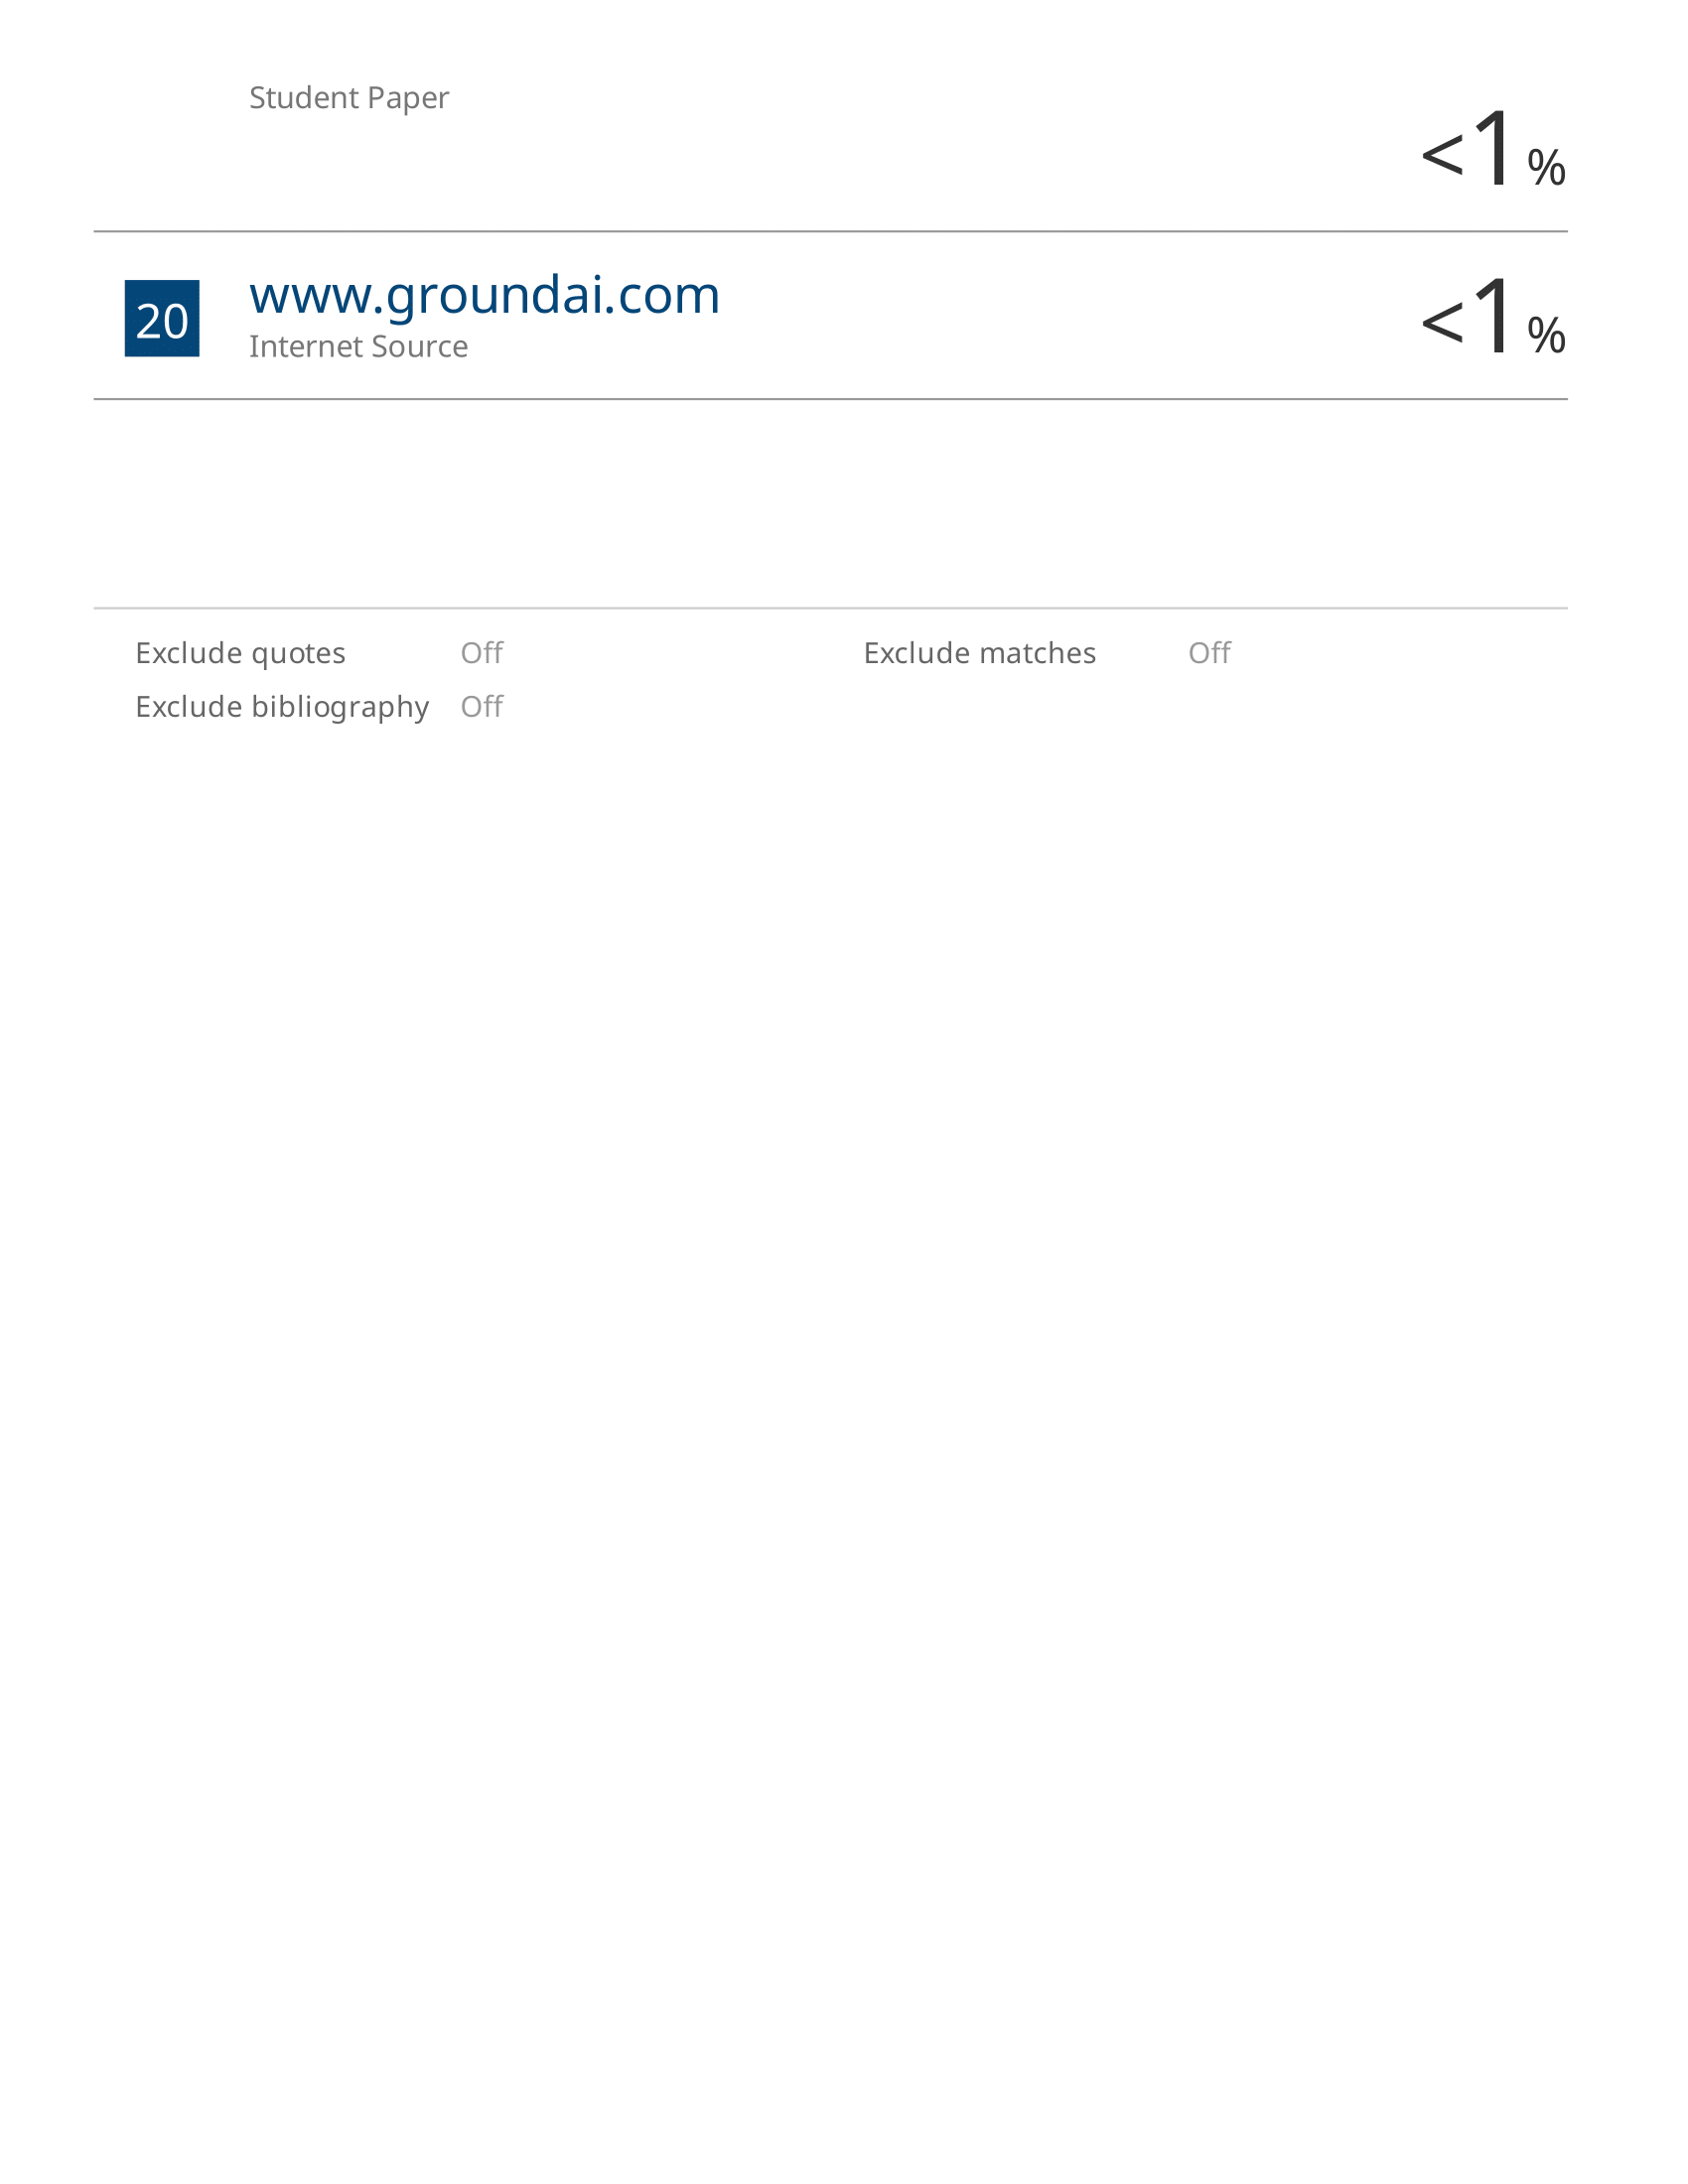 Student Paper
<1%
20 www.groundai.com
Internet Source
<1%
Exclude quotes Off Exclude matches Off
Exclude bibliography Off